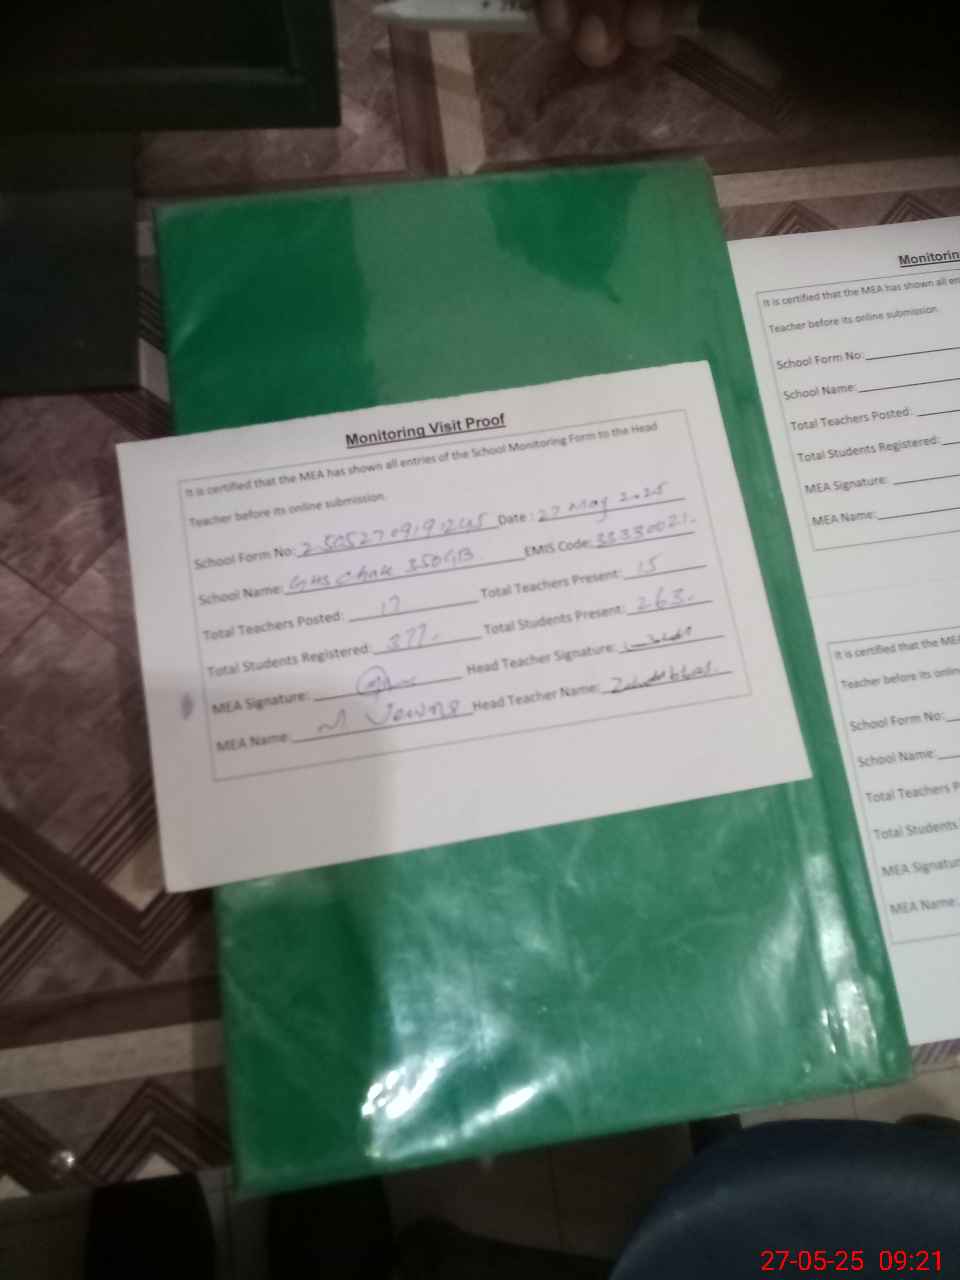 Monitoring Visit Proof
It is certified that the MEA has shown all entries of the School Monitoring Form to the Head
Teacher before its online submission.
School Form No: Date: 27 May 2025
School Name: GHS Chak 350GB EMIS Code: 33330021
Total Teachers Posted: 17 Total Teachers Present: 15
Total Students Registered: 377 Total Students Present: 263
MEA Signature: Head Teacher Signature:
MEA Name: M Head Teacher Name:
Monitorin
It is certified that the MEA has shown all en
Teacher before its online submission.
School Form No:
School Name:
Total Teachers Posted:
Total Students Registered:
MEA Signature:
MEA Name:
It is certified that the ME
Teacher before its onlin
School Form No:
School Name:
Total Teachers P
Total Students
MEA Signatur
MEA Name:
27-05-25 09:21